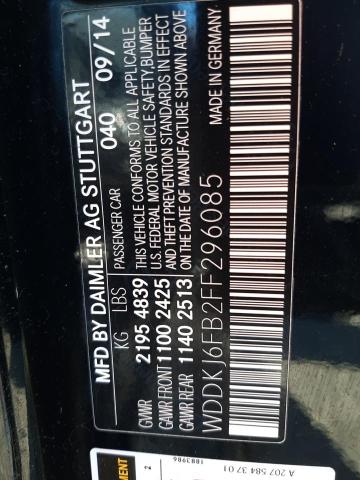 MFD BY DAIMLER AG STUTTGART
040 09/14
KG LBS PASSENGER CAR
GVWR 2195 4839
GAWR FRONT 1100 2425
GAWR REAR 1140 2513
THIS VEHICLE CONFORMS TO ALL APPLICABLE
U.S. FEDERAL MOTOR VEHICLE SAFETY, BUMPER
AND THEFT PREVENTION STANDARDS IN EFFECT
ON THE DATE OF MANUFACTURE SHOWN ABOVE
WDDKJ6FB2FF296085
MADE IN GERMANY
2
1883986
A 207 584 37 01